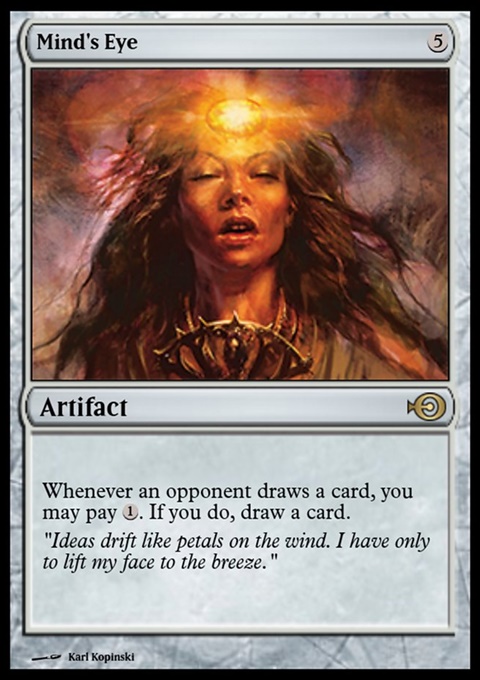 Mind's Eye 5
Artifact
Whenever an opponent draws a card, you
may pay 1. If you do, draw a card.
"Ideas drift like petals on the wind. I have only
to lift my face to the breeze."
Karl Kopinski